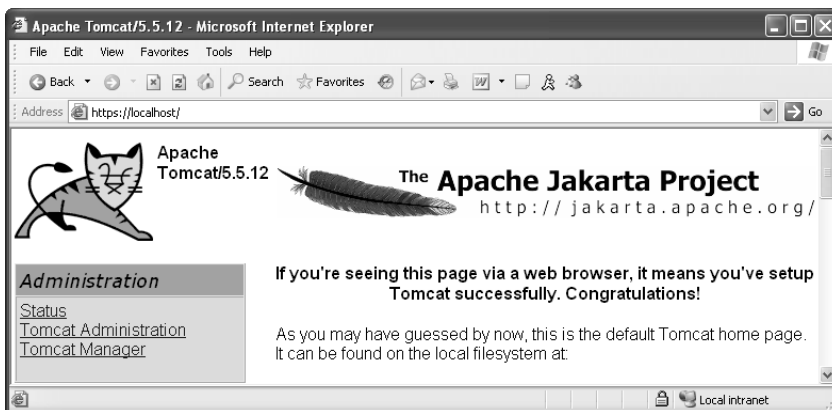 Apache Tomcat/5.5.12 - Microsoft Internet Explorer
File Edit View Favorites Tools Help
Back Search Favorites
Address https://localhost/ Go
Apache
Tomcat/5.5.12
The Apache Jakarta Project
http://jakarta.apache.org/
Administration
Status
Tomcat Administration
Tomcat Manager
If you're seeing this page via a web browser, it means you've setup
Tomcat successfully. Congratulations!
As you may have guessed by now, this is the default Tomcat home page.
It can be found on the local filesystem at:
Local intranet